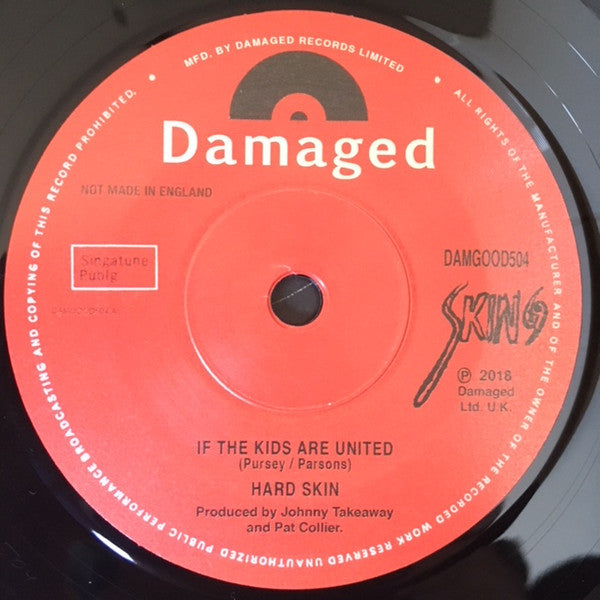 MFD. BY DAMAGED RECORDS LIMITED
ALL RIGHTS OF THE MANUFACTURER AND OF THE OWNER OF THE RECORDED WORK RESERVED UNAUTHORIZED PUBLIC PERFORMANCE BROADCASTING AND COPYING OF THIS RECORD PROHIBITED.
Damaged
NOT MADE IN ENGLAND
Singatune
Publg
DAMGOOD504
SKIN
℗ 2018
Damaged
Ltd. U.K.
IF THE KIDS ARE UNITED
(Pursey / Parsons)
HARD SKIN
Produced by Johnny Takeaway
and Pat Collier.